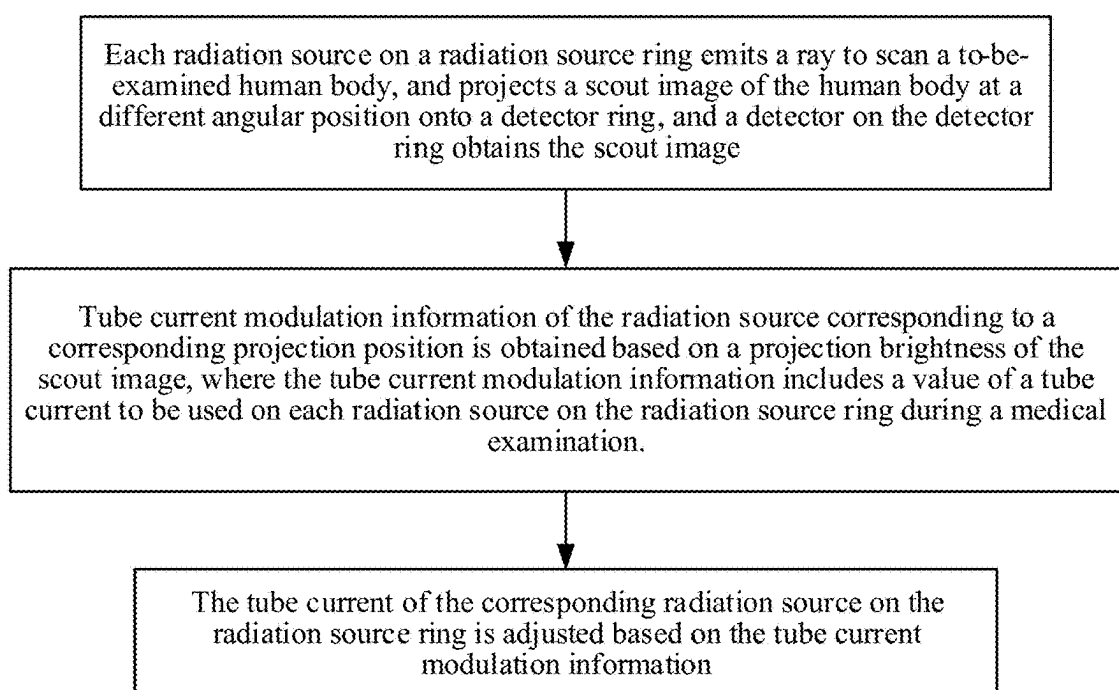 Each radiation source on a radiation source ring emits a ray to scan a to-be-
examined human body, and projects a scout image of the human body at a
different angular position onto a detector ring, and a detector on the detector
ring obtains the scout image
Tube current modulation information of the radiation source corresponding to a
corresponding projection position is obtained based on a projection brightness of the
scout image, where the tube current modulation information includes a value of a tube
current to be used on each radiation source on the radiation source ring during a medical
examination.
The tube current of the corresponding radiation source on the
radiation source ring is adjusted based on the tube current
modulation information